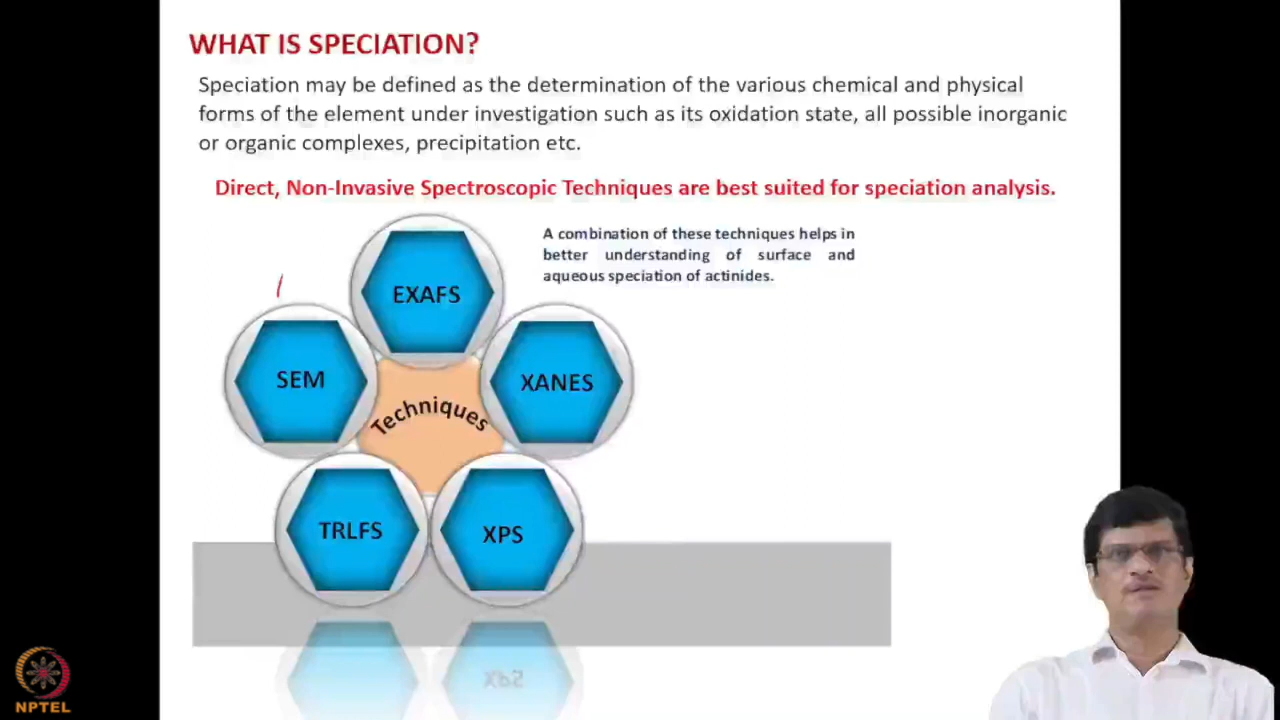 WHAT IS SPECIATION?
Speciation may be defined as the determination of the various chemical and physical
forms of the element under investigation such as its oxidation state, all possible inorganic
or organic complexes, precipitation etc.
Direct, Non-Invasive Spectroscopic Techniques are best suited for speciation analysis.
A combination of these techniques helps in
better understanding of surface and
aqueous speciation of actinides.
EXAFS
SEM
XANES
Techniques
TRLFS
XPS
NPTEL